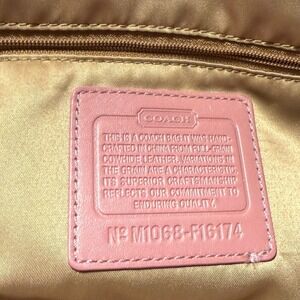 COACH
THIS IS A COACH BAG. IT WAS HAND-
CRAFTED IN CHINA FROM FULL-GRAIN
COWHIDE LEATHER. VARIATIONS IN
THE GRAIN ARE A CHARACTERISTIC.
ITS SUPERIOR CRAFTSMANSHIP
REFLECTS OUR COMMITMENT TO
ENDURING QUALITY.
Nº M1068-F16174